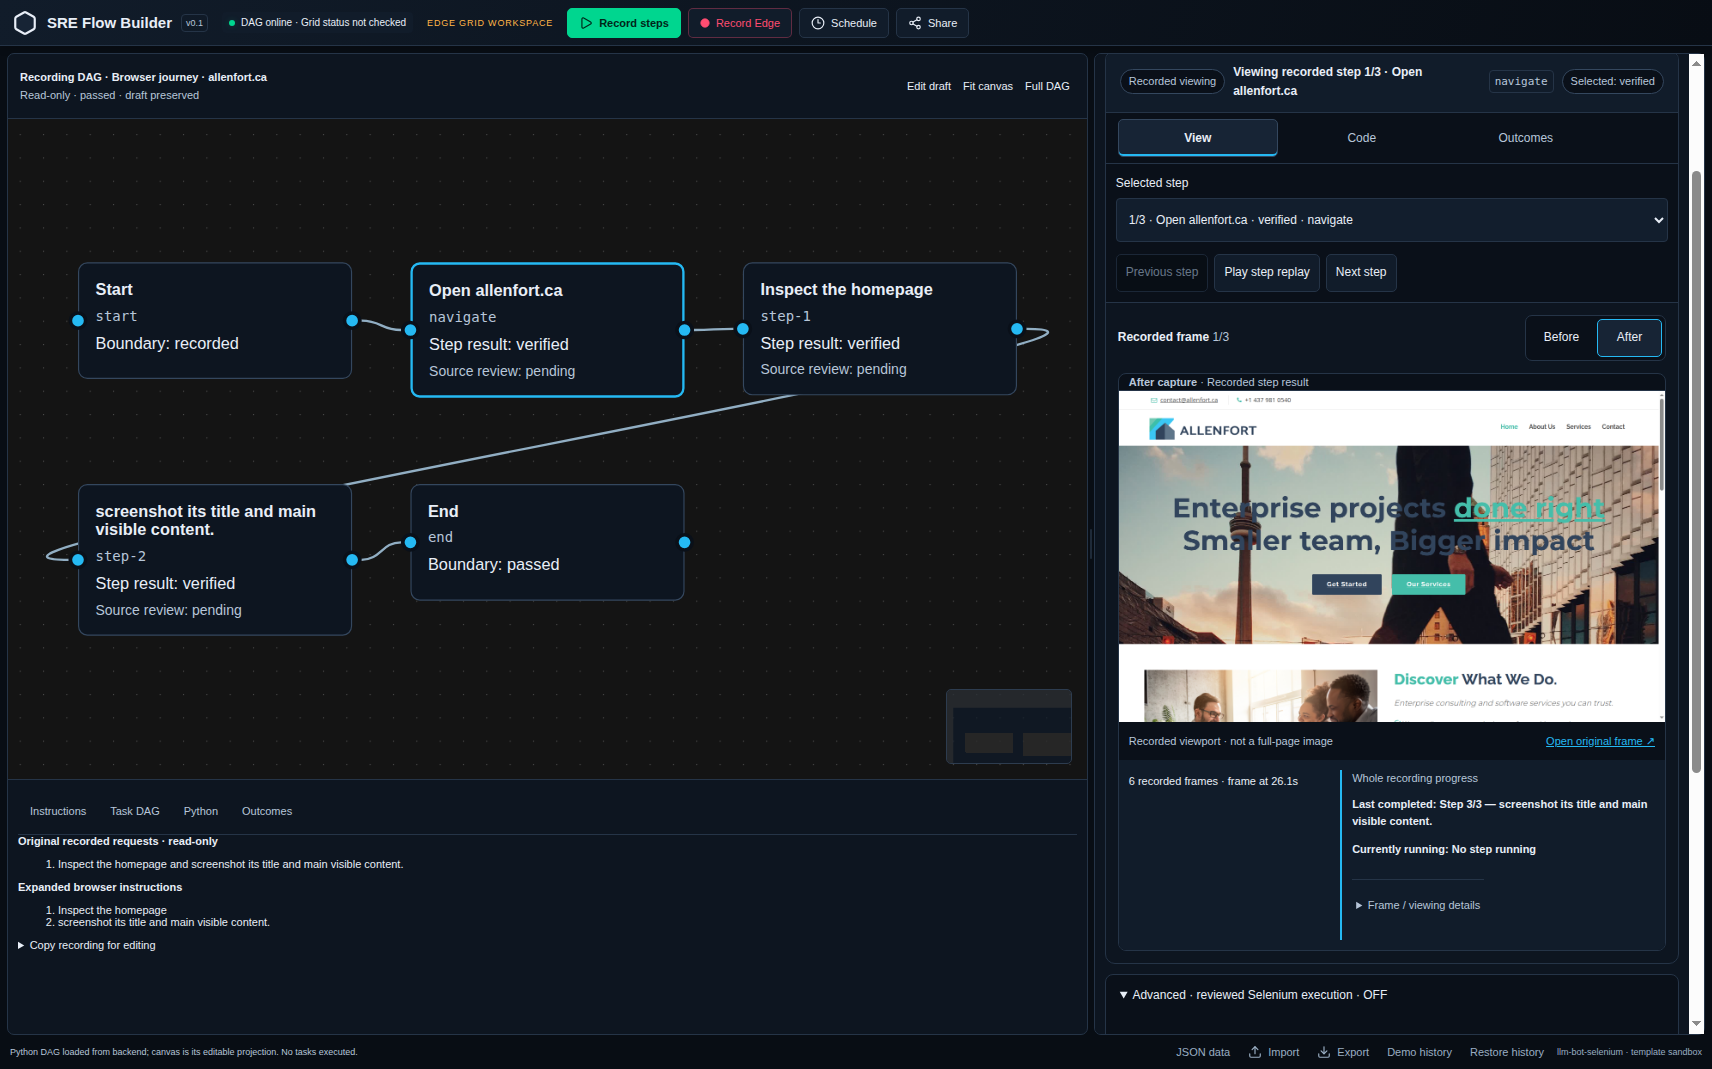 SRE Flow Builder
v0.1
DAG online · Grid status not checked
EDGE GRID WORKSPACE
Record steps
Record Edge
Schedule
Share
Recording DAG · Browser journey · allenfort.ca
Read-only · passed · draft preserved
Edit draft
Fit canvas
Full DAG
Start
start
Boundary: recorded
Open allenfort.ca
navigate
Step result: verified
Source review: pending
Inspect the homepage
step-1
Step result: verified
Source review: pending
screenshot its title and main
visible content.
step-2
Step result: verified
Source review: pending
End
end
Boundary: passed
Instructions
Task DAG
Python
Outcomes
Original recorded requests · read-only
1. Inspect the homepage and screenshot its title and main visible content.
Expanded browser instructions
1. Inspect the homepage
2. screenshot its title and main visible content.
Copy recording for editing
Recorded viewing
Viewing recorded step 1/3 · Open
allenfort.ca
navigate
Selected: verified
View
Code
Outcomes
Selected step
1/3 · Open allenfort.ca · verified · navigate
Previous step
Play step replay
Next step
Recorded frame 1/3
Before
After
After capture · Recorded step result
contact@allenfort.ca
+1 437 981 0540
ALLENFORT
Home
About Us
Services
Contact
Enterprise projects done right
Smaller team, Bigger impact
Get Started
Our Services
Discover What We Do.
Enterprise consulting and software services you can trust.
Recorded viewport · not a full-page image
Open original frame ↗
6 recorded frames · frame at 26.1s
Whole recording progress
Last completed: Step 3/3 — screenshot its title and main
visible content.
Currently running: No step running
Frame / viewing details
Advanced · reviewed Selenium execution · OFF
Python DAG loaded from backend; canvas is its editable projection. No tasks executed.
JSON data
Import
Export
Demo history
Restore history
llm-bot-selenium · template sandbox